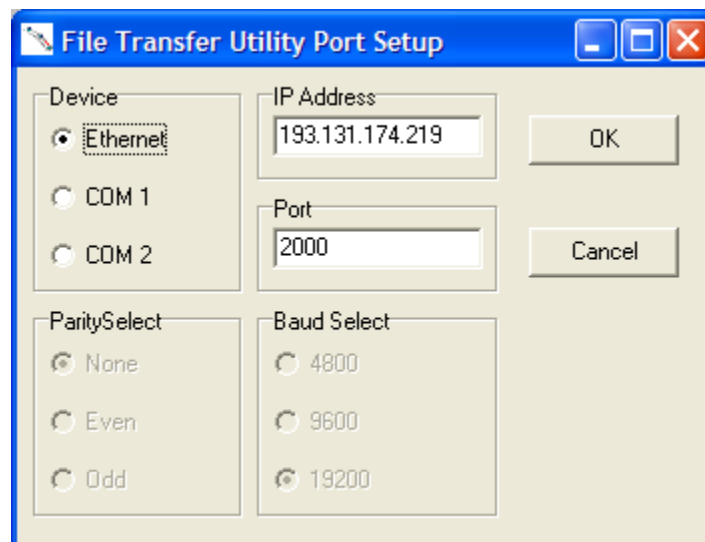 File Transfer Utility Port Setup
Device
Ethernet
COM 1
COM 2
IP Address
193.131.174.219
Port
2000
OK
Cancel
ParitySelect
None
Even
Odd
Baud Select
4800
9600
19200